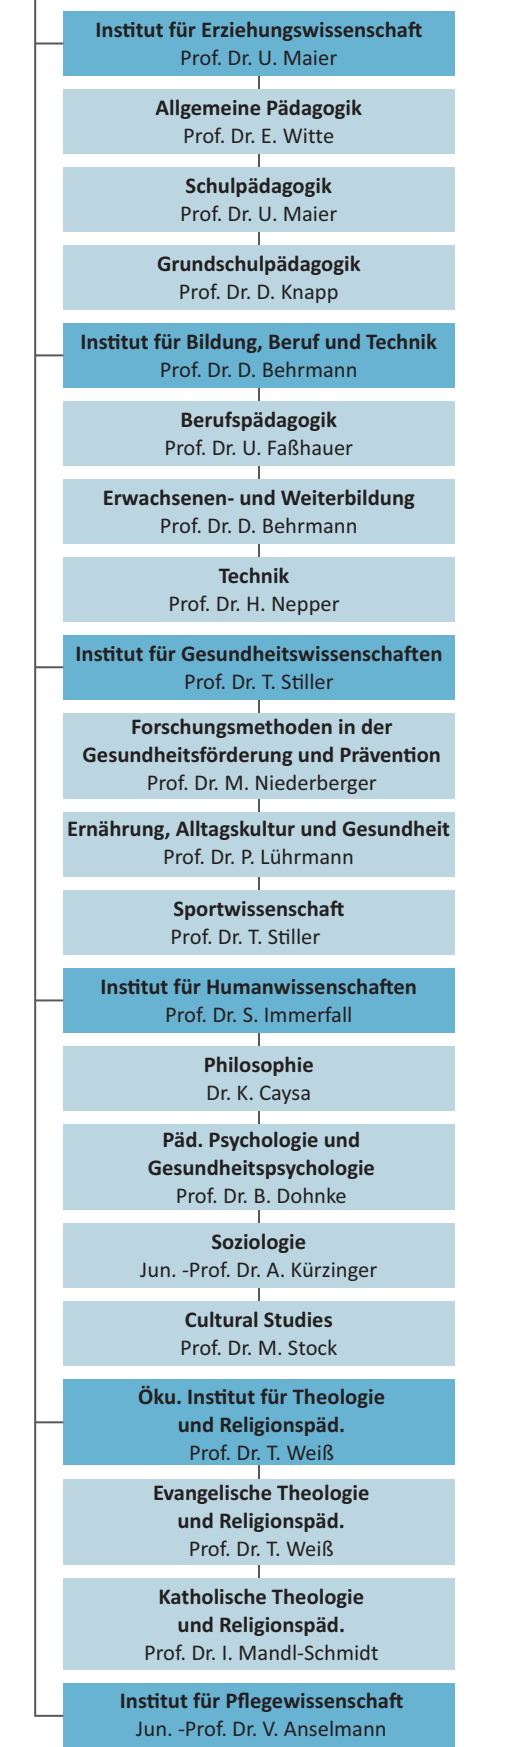 Institut für Erziehungswissenschaft
Prof. Dr. U. Maier
Allgemeine Pädagogik
Prof. Dr. E. Witte
Schulpädagogik
Prof. Dr. U. Maier
Grundschulpädagogik
Prof. Dr. D. Knapp
Institut für Bildung, Beruf und Technik
Prof. Dr. D. Behrmann
Berufspädagogik
Prof. Dr. U. Faßhauer
Erwachsenen- und Weiterbildung
Prof. Dr. D. Behrmann
Technik
Prof. Dr. H. Nepper
Institut für Gesundheitswissenschaften
Prof. Dr. T. Stiller
Forschungsmethoden in der
Gesundheitsförderung und Prävention
Prof. Dr. M. Niederberger
Ernährung, Alltagskultur und Gesundheit
Prof. Dr. P. Lührmann
Sportwissenschaft
Prof. Dr. T. Stiller
Institut für Humanwissenschaften
Prof. Dr. S. Immerfall
Philosophie
Dr. K. Caysa
Päd. Psychologie und
Gesundheitspsychologie
Prof. Dr. B. Dohnke
Soziologie
Jun. -Prof. Dr. A. Kürzinger
Cultural Studies
Prof. Dr. M. Stock
Öku. Institut für Theologie
und Religionspäd.
Prof. Dr. T. Weiß
Evangelische Theologie
und Religionspäd.
Prof. Dr. T. Weiß
Katholische Theologie
und Religionspäd.
Prof. Dr. I. Mandl-Schmidt
Institut für Pflegewissenschaft
Jun. -Prof. Dr. V. Anselmann